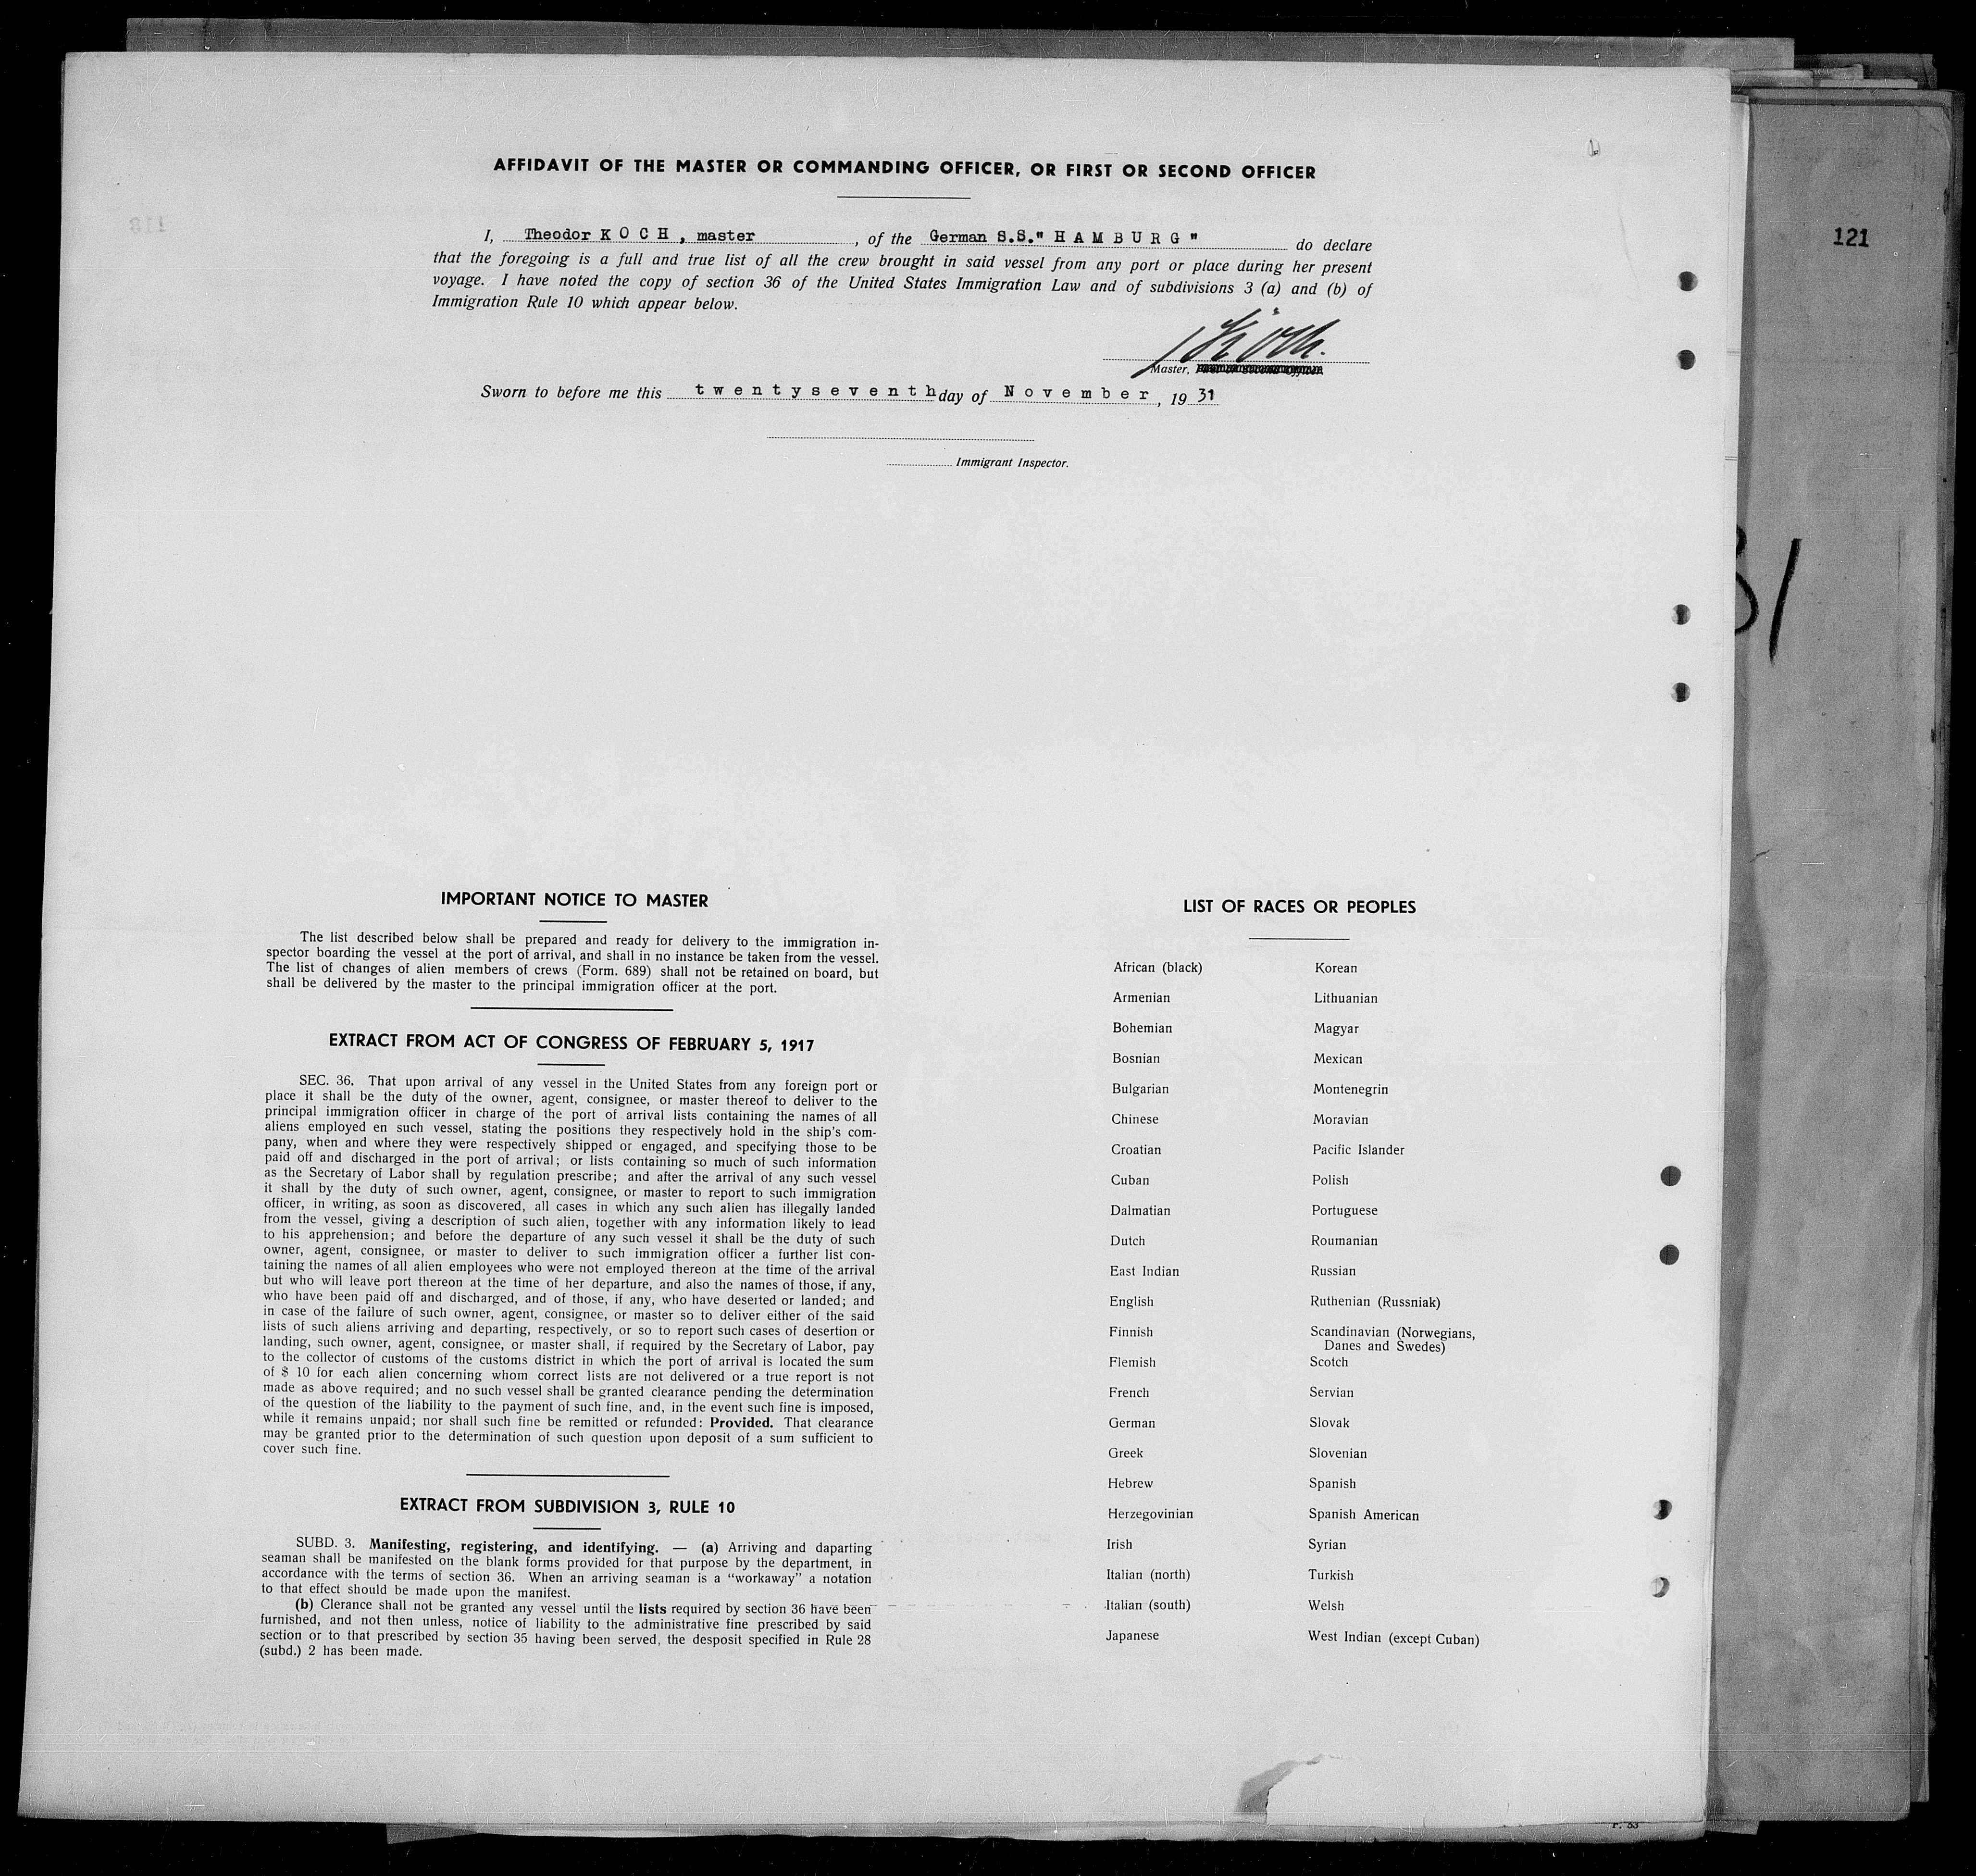 AFFIDAVIT OF THE MASTER OR COMMANDING OFFICER, OR FIRST OR SECOND OFFICER
I, Theodor K O C H , master , of the German S.S." H A M B U R G " do declare
that the foregoing is a full and true list of all the crew brought in said vessel from any port or place during her present
voyage. I have noted the copy of section 36 of the United States Immigration Law and of subdivisions 3 (a) and (b) of
Immigration Rule 10 which appear below.
Koch.
Master,
Sworn to before me this t w e n t y s e v e n t h day of N o v e m b e r , 19 31
Immigrant Inspector.
121
31
IMPORTANT NOTICE TO MASTER
The list described below shall be prepared and ready for delivery to the immigration in-
spector boarding the vessel at the port of arrival, and shall in no instance be taken from the vessel.
The list of changes of alien members of crews (Form. 689) shall not be retained on board, but
shall be delivered by the master to the principal immigration officer at the port.
EXTRACT FROM ACT OF CONGRESS OF FEBRUARY 5, 1917
SEC. 36. That upon arrival of any vessel in the United States from any foreign port or
place it shall be the duty of the owner, agent, consignee, or master thereof to deliver to the
principal immigration officer in charge of the port of arrival lists containing the names of all
aliens employed en such vessel, stating the positions they respectively hold in the ship's com-
pany, when and where they were respectively shipped or engaged, and specifying those to be
paid off and discharged in the port of arrival; or lists containing so much of such information
as the Secretary of Labor shall by regulation prescribe; and after the arrival of any such vessel
it shall by the duty of such owner, agent, consignee, or master to report to such immigration
officer, in writing, as soon as discovered, all cases in which any such alien has illegally landed
from the vessel, giving a description of such alien, together with any information likely to lead
to his apprehension; and before the departure of any such vessel it shall be the duty of such
owner, agent, consignee, or master to deliver to such immigration officer a further list con-
taining the names of all alien employees who were not employed thereon at the time of the arrival
but who will leave port thereon at the time of her departure, and also the names of those, if any,
who have been paid off and discharged, and of those, if any, who have deserted or landed; and
in case of the failure of such owner, agent, consignee, or master so to deliver either of the said
lists of such aliens arriving and departing, respectively, or so to report such cases of desertion or
landing, such owner, agent, consignee, or master shall, if required by the Secretary of Labor, pay
to the collector of customs of the customs district in which the port of arrival is located the sum
of $ 10 for each alien concerning whom correct lists are not delivered or a true report is not
made as above required; and no such vessel shall be granted clearance pending the determination
of the question of the liability to the payment of such fine, and, in the event such fine is imposed,
while it remains unpaid; nor shall such fine be remitted or refunded: Provided. That clearance
may be granted prior to the determination of such question upon deposit of a sum sufficient to
cover such fine.
EXTRACT FROM SUBDIVISION 3, RULE 10
SUBD. 3. Manifesting, registering, and identifying. — (a) Arriving and daparting
seaman shall be manifested on the blank forms provided for that purpose by the department, in
accordance with the terms of section 36. When an arriving seaman is a “workaway” a notation
to that effect should be made upon the manifest.
(b) Clerance shall not be granted any vessel until the lists required by section 36 have been
furnished, and not then unless, notice of liability to the administrative fine prescribed by said
section or to that prescribed by section 35 having been served, the desposit specified in Rule 28
(subd.) 2 has been made.
LIST OF RACES OR PEOPLES
African (black)
Armenian
Bohemian
Bosnian
Bulgarian
Chinese
Croatian
Cuban
Dalmatian
Dutch
East Indian
English
Finnish
Flemish
French
German
Greek
Hebrew
Herzegovinian
Irish
Italian (north)
Italian (south)
Japanese
Korean
Lithuanian
Magyar
Mexican
Montenegrin
Moravian
Pacific Islander
Polish
Portuguese
Roumanian
Russian
Ruthenian (Russniak)
Scandinavian (Norwegians,
Danes and Swedes)
Scotch
Servian
Slovak
Slovenian
Spanish
Spanish American
Syrian
Turkish
Welsh
West Indian (except Cuban)